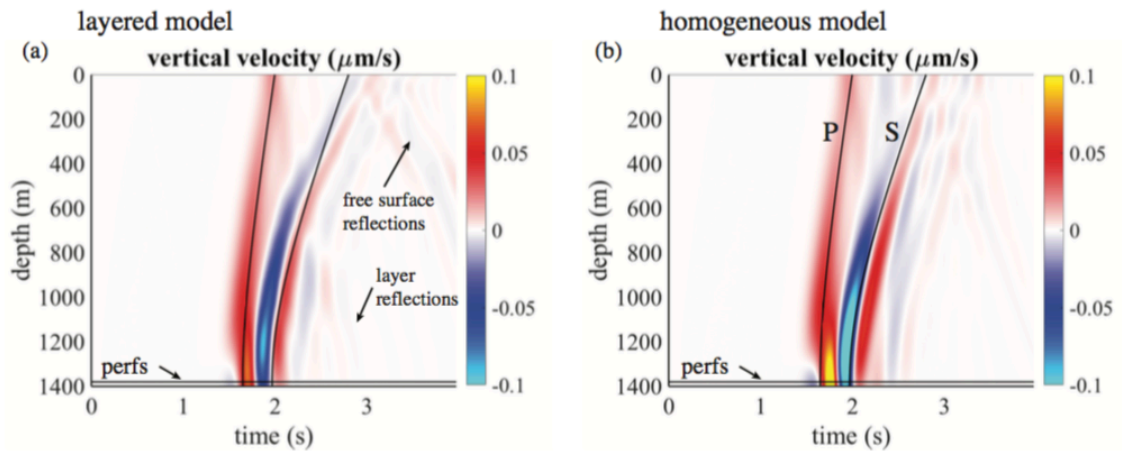 layered model
(a)
vertical velocity (μm/s)
0
200
400
600
800
1000
1200
1400
depth (m)
free surface
reflections
layer
reflections
perfs
0
1
2
3
time (s)
0.1
0.05
0
-0.05
-0.1
homogeneous model
(b)
vertical velocity (μm/s)
0
200
400
600
800
1000
1200
1400
depth (m)
P
S
perfs
0
1
2
3
time (s)
0.1
0.05
0
-0.05
-0.1